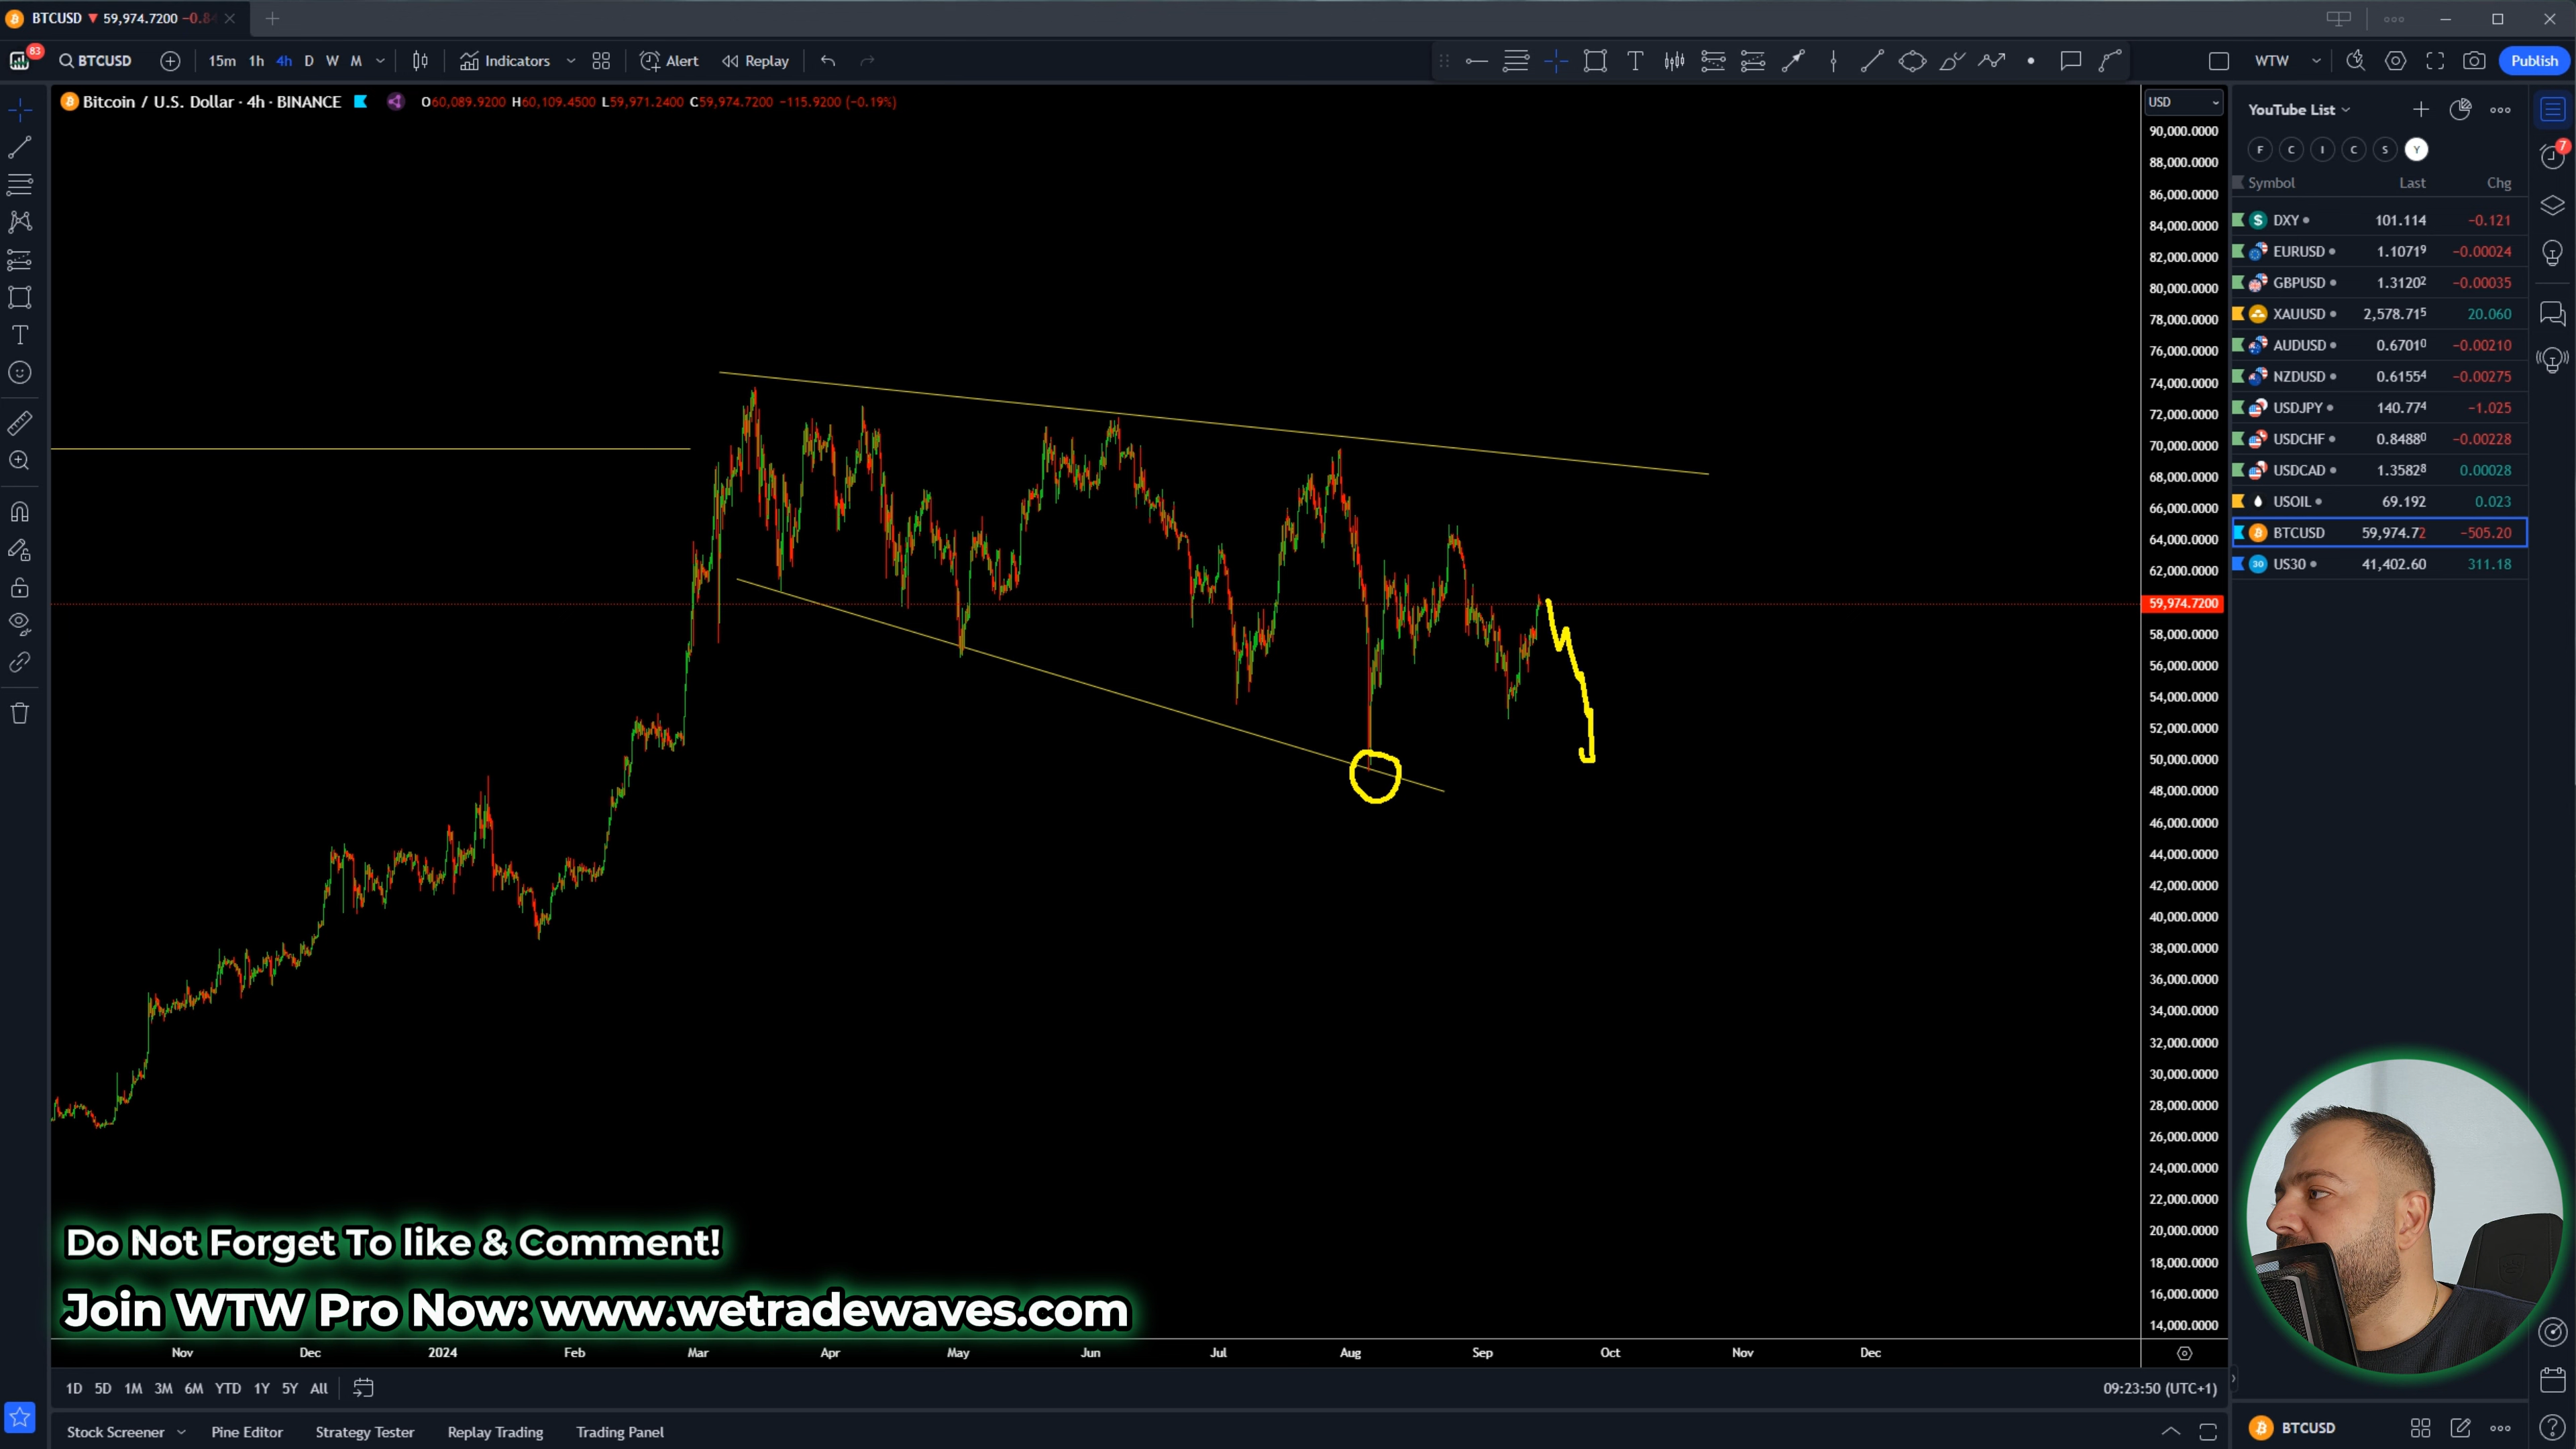 BTCUSD ▼ 59,974.7200 −0.8
83
BTCUSD 15m 1h 4h D W M Indicators Alert Replay WTW Publish
Bitcoin / U.S. Dollar · 4h · BINANCE O60,089.9200 H60,109.4500 L59,971.2400 C59,974.7200 −115.9200 (−0.19%)
USD
90,000.0000
88,000.0000
86,000.0000
84,000.0000
82,000.0000
80,000.0000
78,000.0000
76,000.0000
74,000.0000
72,000.0000
70,000.0000
68,000.0000
66,000.0000
64,000.0000
62,000.0000
59,974.7200
58,000.0000
56,000.0000
54,000.0000
52,000.0000
50,000.0000
48,000.0000
46,000.0000
44,000.0000
42,000.0000
40,000.0000
38,000.0000
36,000.0000
34,000.0000
32,000.0000
30,000.0000
28,000.0000
26,000.0000
24,000.0000
22,000.0000
20,000.0000
18,000.0000
16,000.0000
14,000.0000
YouTube List
7
F C I C S Y
Symbol Last Chg
DXY 101.114 −0.121
EURUSD 1.10719 −0.00024
GBPUSD 1.31202 −0.00035
XAUUSD 2,578.715 20.060
AUDUSD 0.67010 −0.00210
NZDUSD 0.61554 −0.00275
USDJPY 140.774 −1.025
USDCHF 0.84880 −0.00228
USDCAD 1.35828 0.00028
USOIL 69.192 0.023
BTCUSD 59,974.72 −505.20
30 US30 41,402.60 311.18
Do Not Forget To like & Comment!
Join WTW Pro Now: www.wetradewaves.com
Nov Dec 2024 Feb Mar Apr May Jun Jul Aug Sep Oct Nov Dec
1D 5D 1M 3M 6M YTD 1Y 5Y All 09:23:50 (UTC+1)
Stock Screener Pine Editor Strategy Tester Replay Trading Trading Panel
BTCUSD